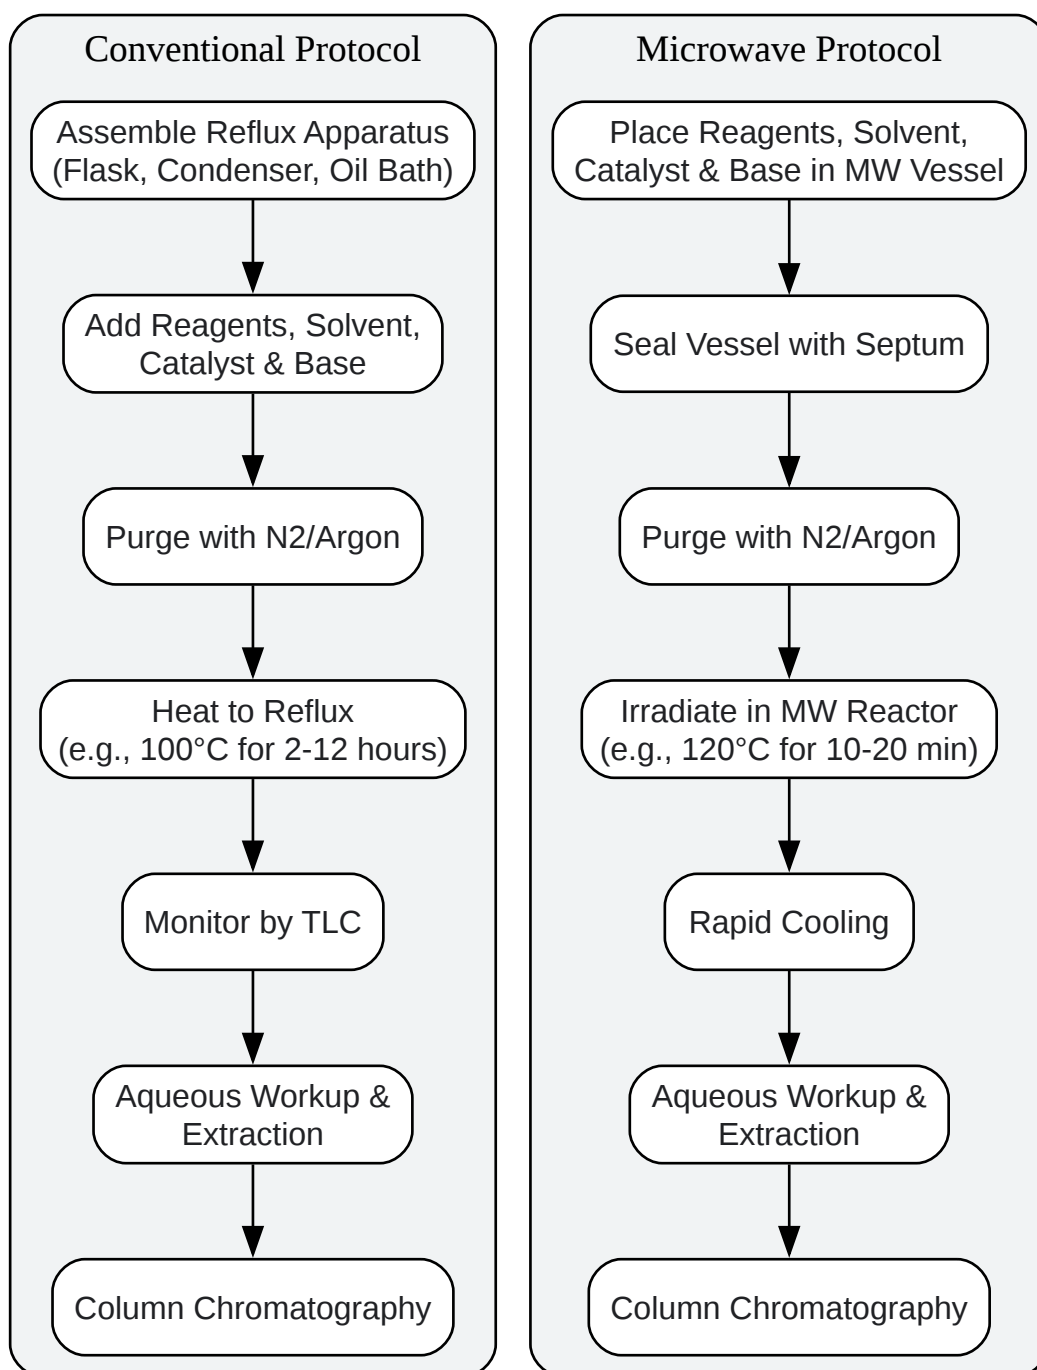 Conventional Protocol
Assemble Reflux Apparatus
(Flask, Condenser, Oil Bath)
Add Reagents, Solvent,
Catalyst & Base
Purge with N2/Argon
Heat to Reflux
(e.g., 100°C for 2-12 hours)
Monitor by TLC
Aqueous Workup &
Extraction
Column Chromatography
Microwave Protocol
Place Reagents, Solvent,
Catalyst & Base in MW Vessel
Seal Vessel with Septum
Purge with N2/Argon
Irradiate in MW Reactor
(e.g., 120°C for 10-20 min)
Rapid Cooling
Aqueous Workup &
Extraction
Column Chromatography